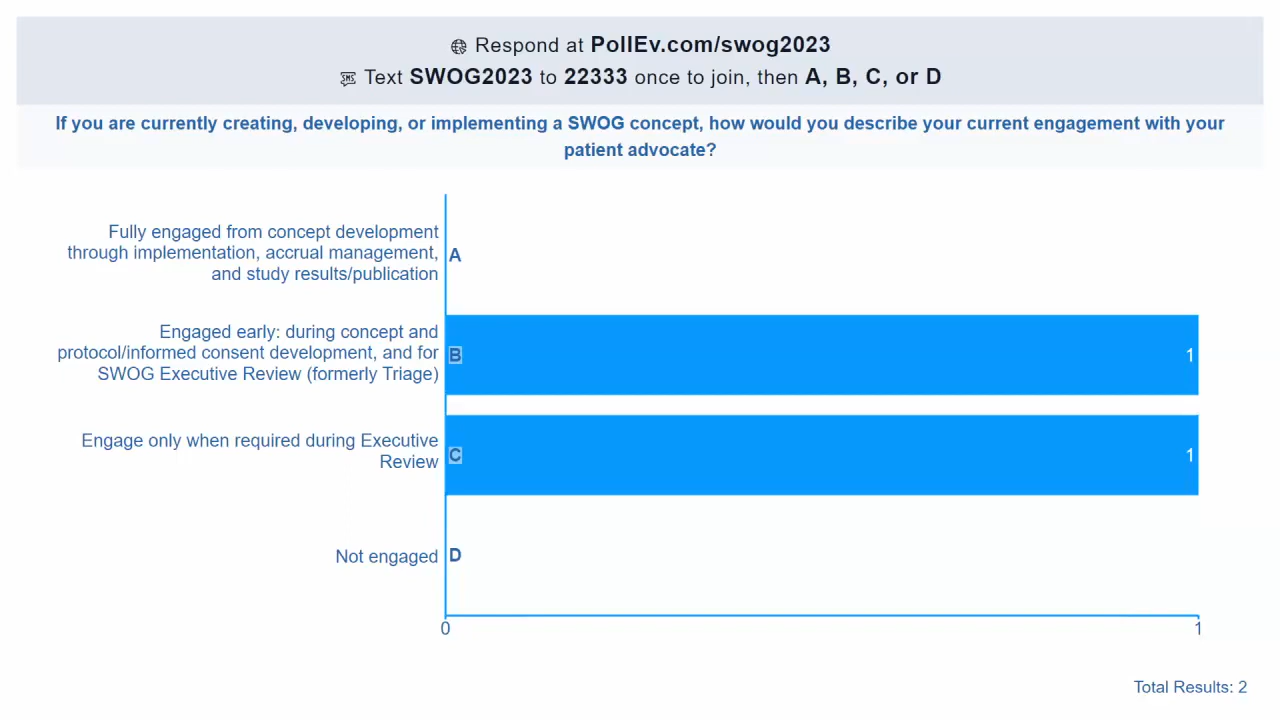 Respond at PollEv.com/swog2023
Text SWOG2023 to 22333 once to join, then A, B, C, or D
If you are currently creating, developing, or implementing a SWOG concept, how would you describe your current engagement with your
patient advocate?
Fully engaged from concept development
through implementation, accrual management,
and study results/publication
A
Engaged early: during concept and
protocol/informed consent development, and for
SWOG Executive Review (formerly Triage)
B
1
Engage only when required during Executive
Review
C
1
Not engaged
D
0
1
Total Results: 2